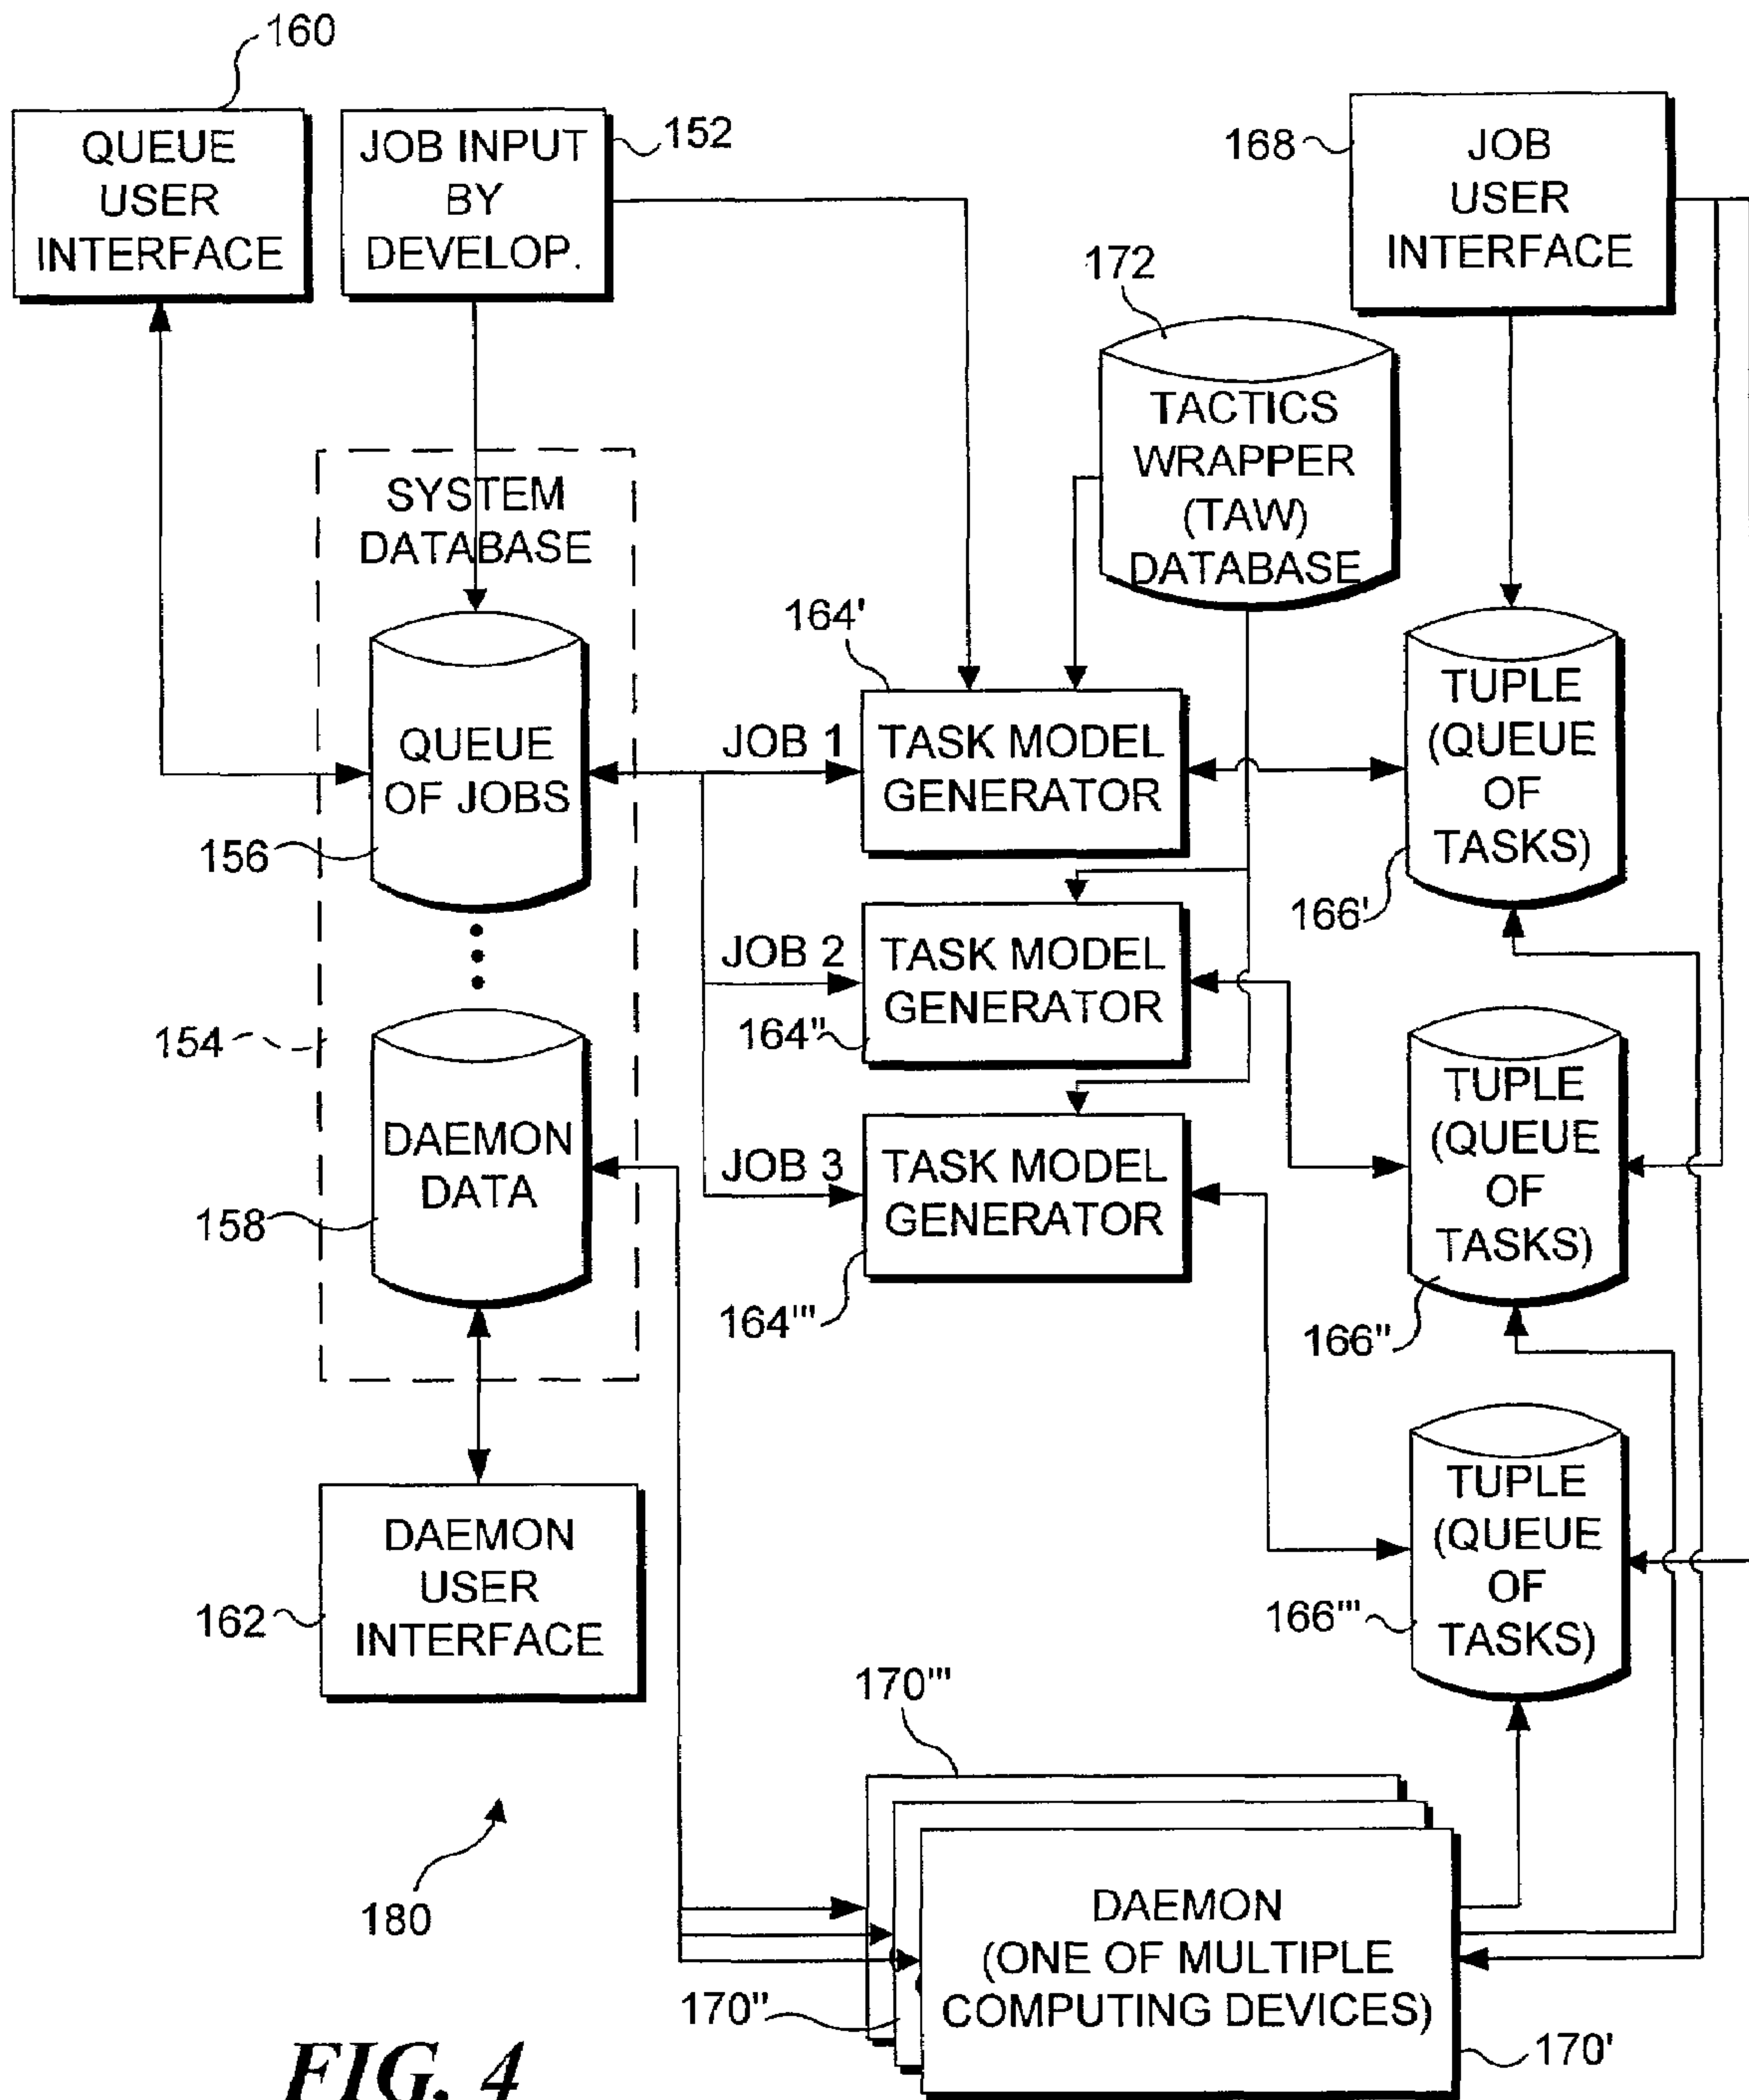 160
QUEUE
USER
INTERFACE
JOB INPUT
BY
DEVELOP.
152
168
JOB
USER
INTERFACE
172
TACTICS
WRAPPER
(TAW)
DATABASE
SYSTEM
DATABASE
164'
QUEUE
OF JOBS
156
JOB 1
TASK MODEL
GENERATOR
TUPLE
(QUEUE
OF
TASKS)
166'
JOB 2
TASK MODEL
GENERATOR
164"
154
DAEMON
DATA
158
JOB 3
TASK MODEL
GENERATOR
164'''
TUPLE
(QUEUE
OF
TASKS)
166"
DAEMON
USER
INTERFACE
162
TUPLE
(QUEUE
OF
TASKS)
166'''
170'''
180
DAEMON
(ONE OF MULTIPLE
COMPUTING DEVICES)
170"
170'
FIG. 4